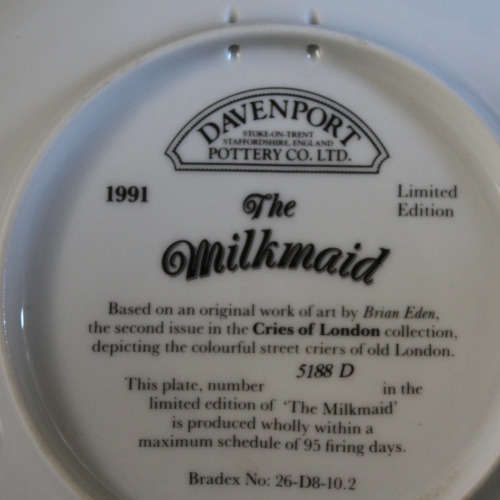 DAVENPORT
STOKE-ON-TRENT
STAFFORDSHIRE, ENGLAND
POTTERY CO. LTD.
1991
Limited
Edition
The
Milkmaid
Based on an original work of art by Brian Eden,
the second issue in the Cries of London collection,
depicting the colourful street criers of old London.
5188 D
This plate, number in the
limited edition of 'The Milkmaid'
is produced wholly within a
maximum schedule of 95 firing days.
Bradex No: 26-D8-10.2